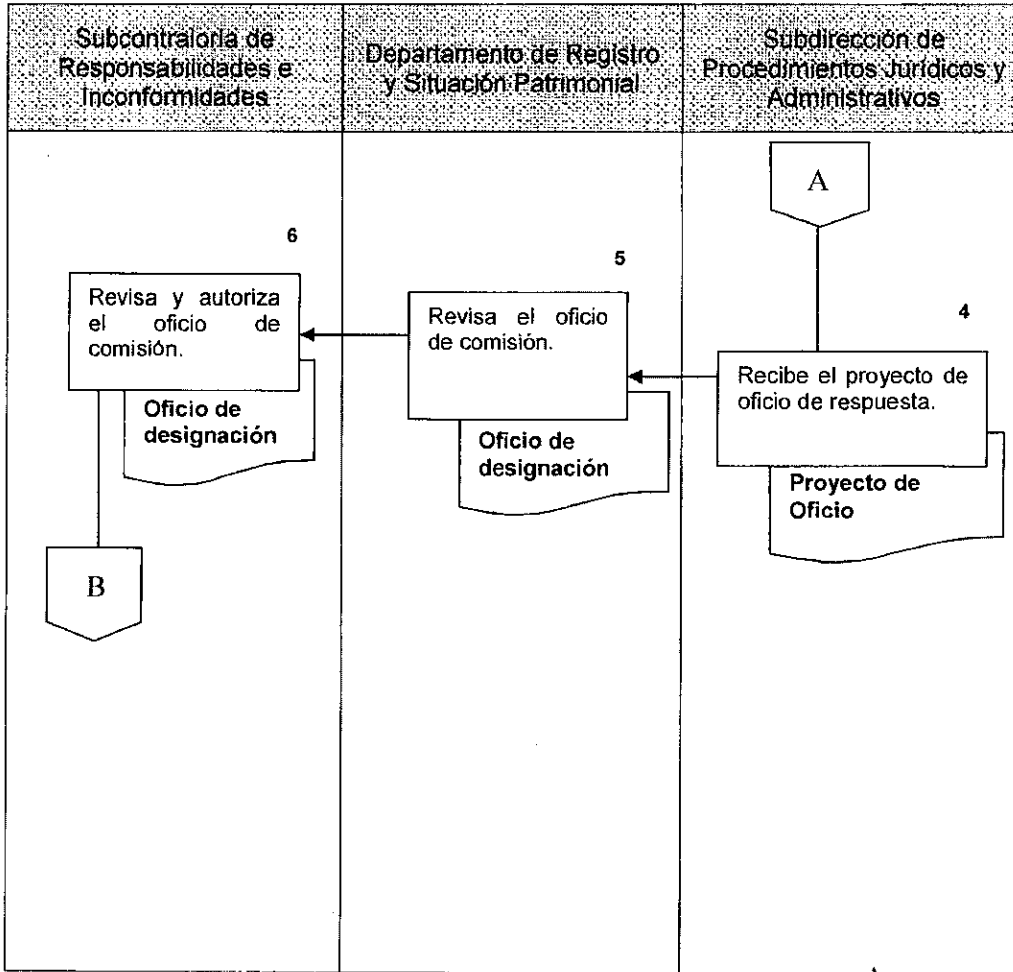 Subcontraloría de
Responsabilidades e
Inconformidades
Departamento de Registro
y Situación Patrimonial
Subdirección de
Procedimientos Jurídicos y
Administrativos
A
6
Revisa y autoriza
el oficio de
comisión.
Oficio de
designación
5
Revisa el oficio
de comisión.
Oficio de
designación
4
Recibe el proyecto de
oficio de respuesta.
Proyecto de
Oficio
B